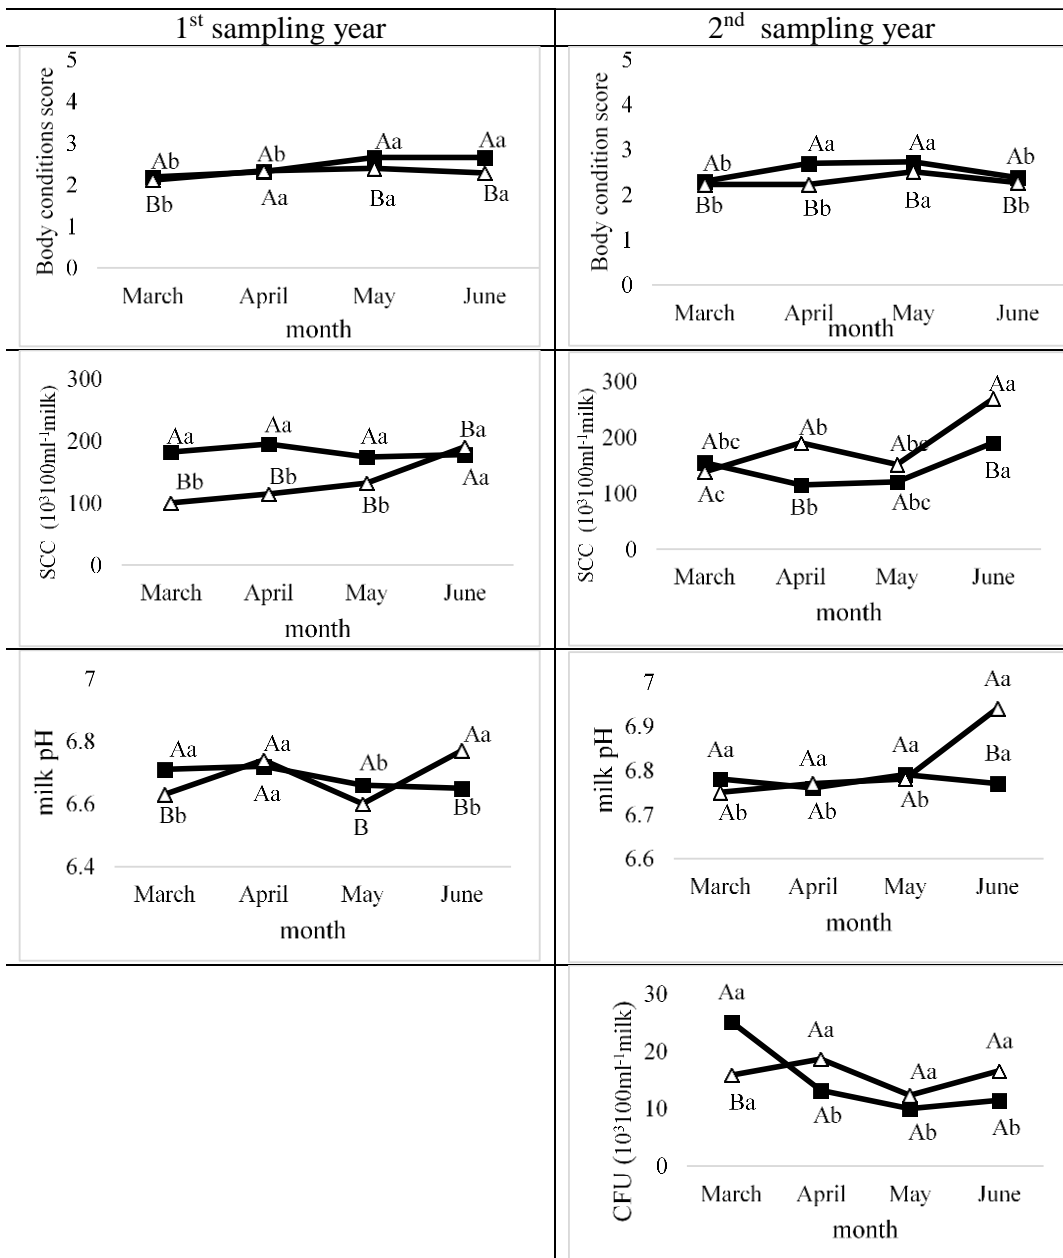 1st sampling year
2nd sampling year
Body conditions score
5
4
3
2
1
0
Ab
Ab
Aa
Aa
Bb
Aa
Ba
Ba
March April May June
month
Body condition score
5
4
3
2
1
0
Ab
Aa
Aa
Ab
Bb
Bb
Ba
Bb
March April May June
month
SCC (10³100ml⁻¹milk)
300
200
100
0
Aa
Aa
Aa
Ba
Bb
Bb
Bb
Aa
March April May June
month
SCC (10³100ml⁻¹milk)
300
200
100
0
Abc
Ab
Abc
Aa
Ac
Bb
Abc
Ba
March April May June
month
milk pH
7
6.8
6.6
6.4
Aa
Aa
Ab
Aa
Bb
Aa
B
Bb
March April May June
month
milk pH
7
6.9
6.8
6.7
6.6
Aa
Aa
Aa
Aa
Ab
Ab
Ab
Ba
March April May June
month
CFU (10³100ml⁻¹milk)
30
20
10
0
Aa
Aa
Aa
Aa
Ba
Ab
Ab
Ab
March April May June
month